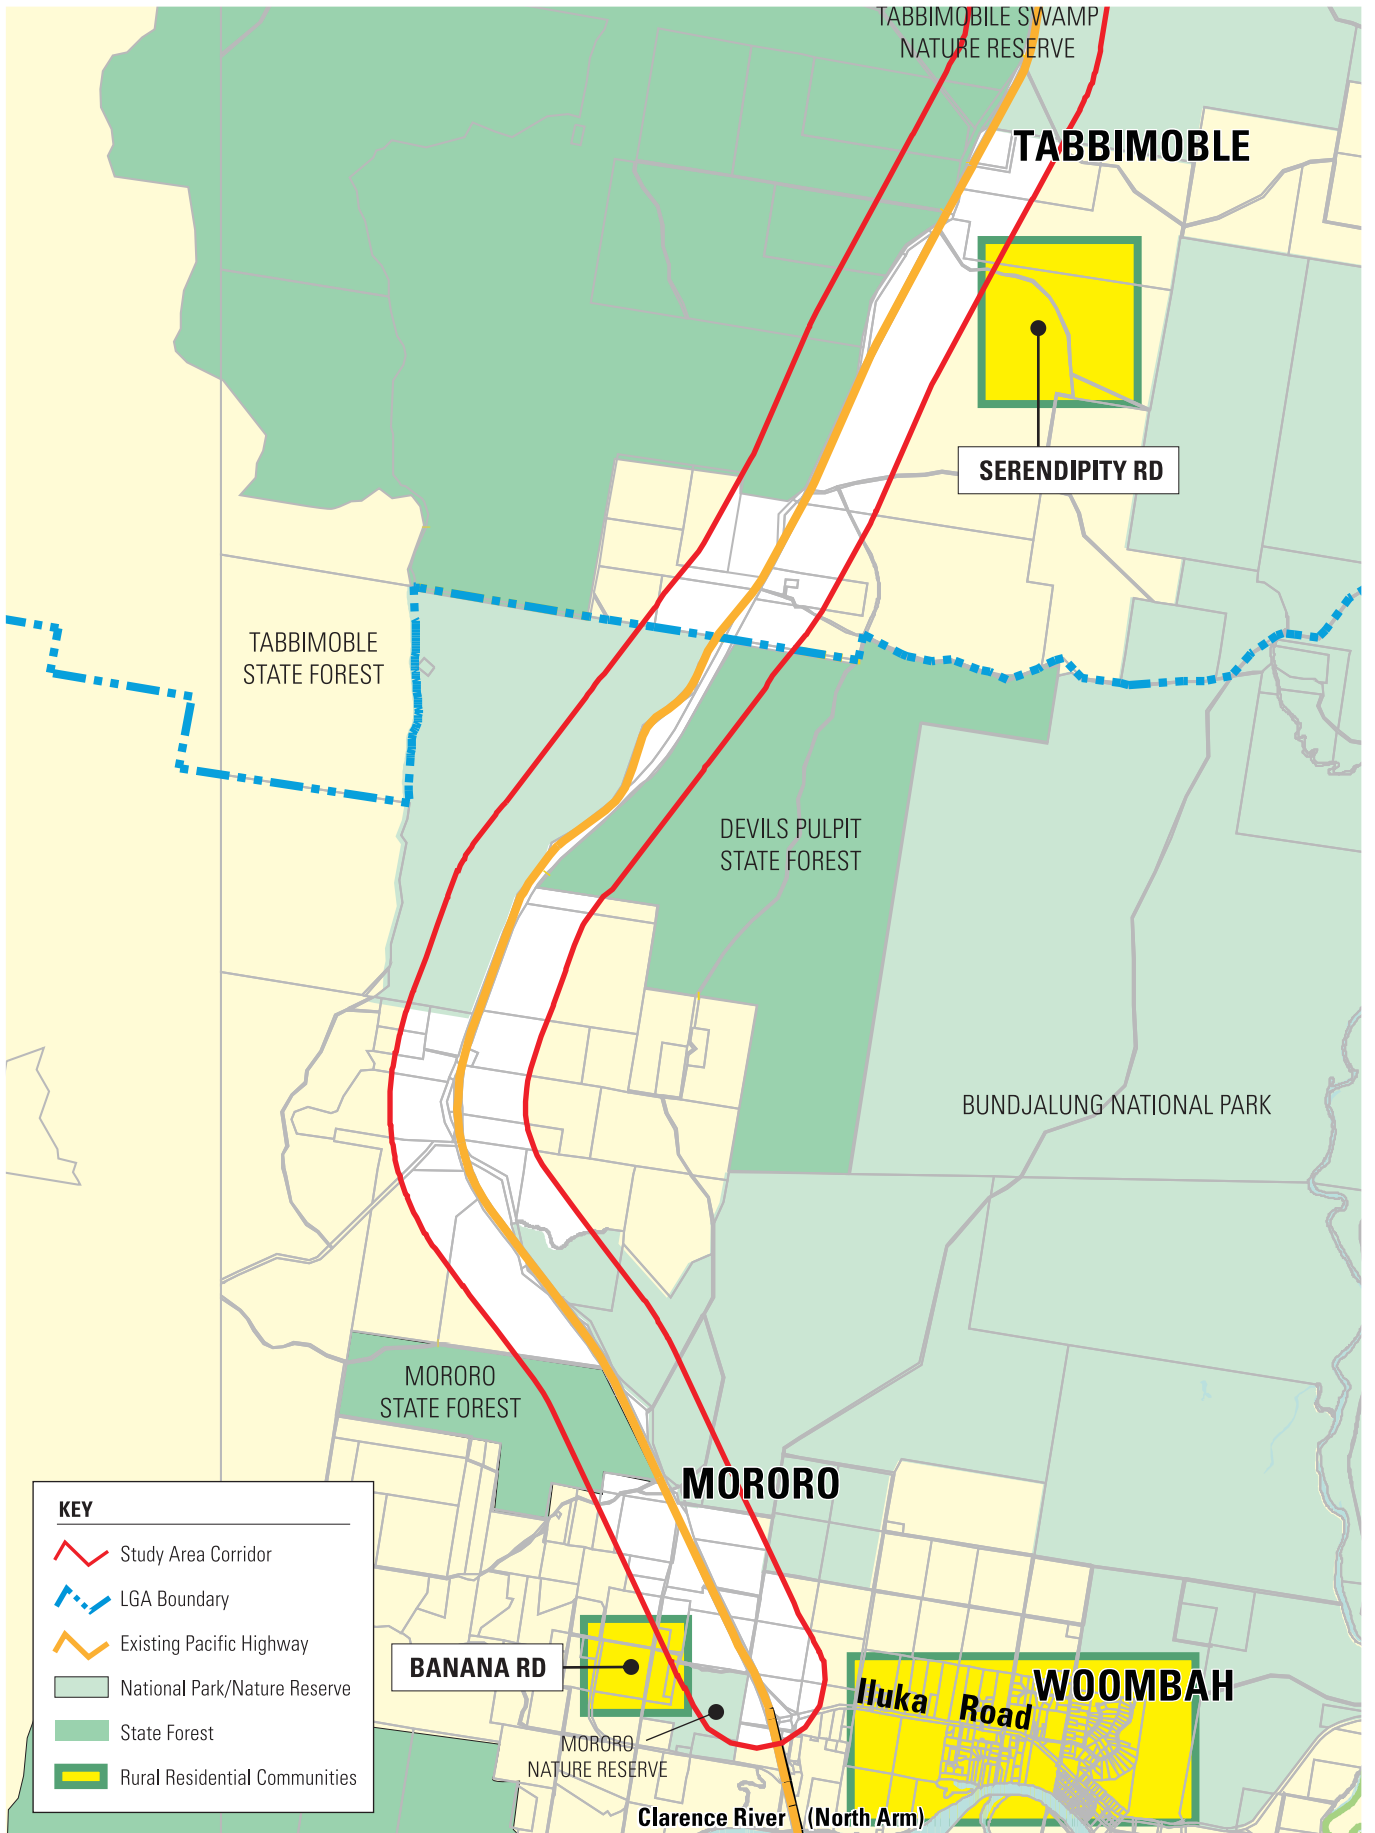 TABBIMOBILE SWAMP
NATURE RESERVE
TABBIMOBLE
SERENDIPITY RD
TABBIMOBLE
STATE FOREST
DEVILS PULPIT
STATE FOREST
BUNDJALUNG NATIONAL PARK
MORORO
STATE FOREST
MORORO
BANANA RD
WOOMBAH
Iluka Road
MORORO
NATURE RESERVE
Clarence River (North Arm)
KEY
Study Area Corridor
LGA Boundary
Existing Pacific Highway
National Park/Nature Reserve
State Forest
Rural Residential Communities